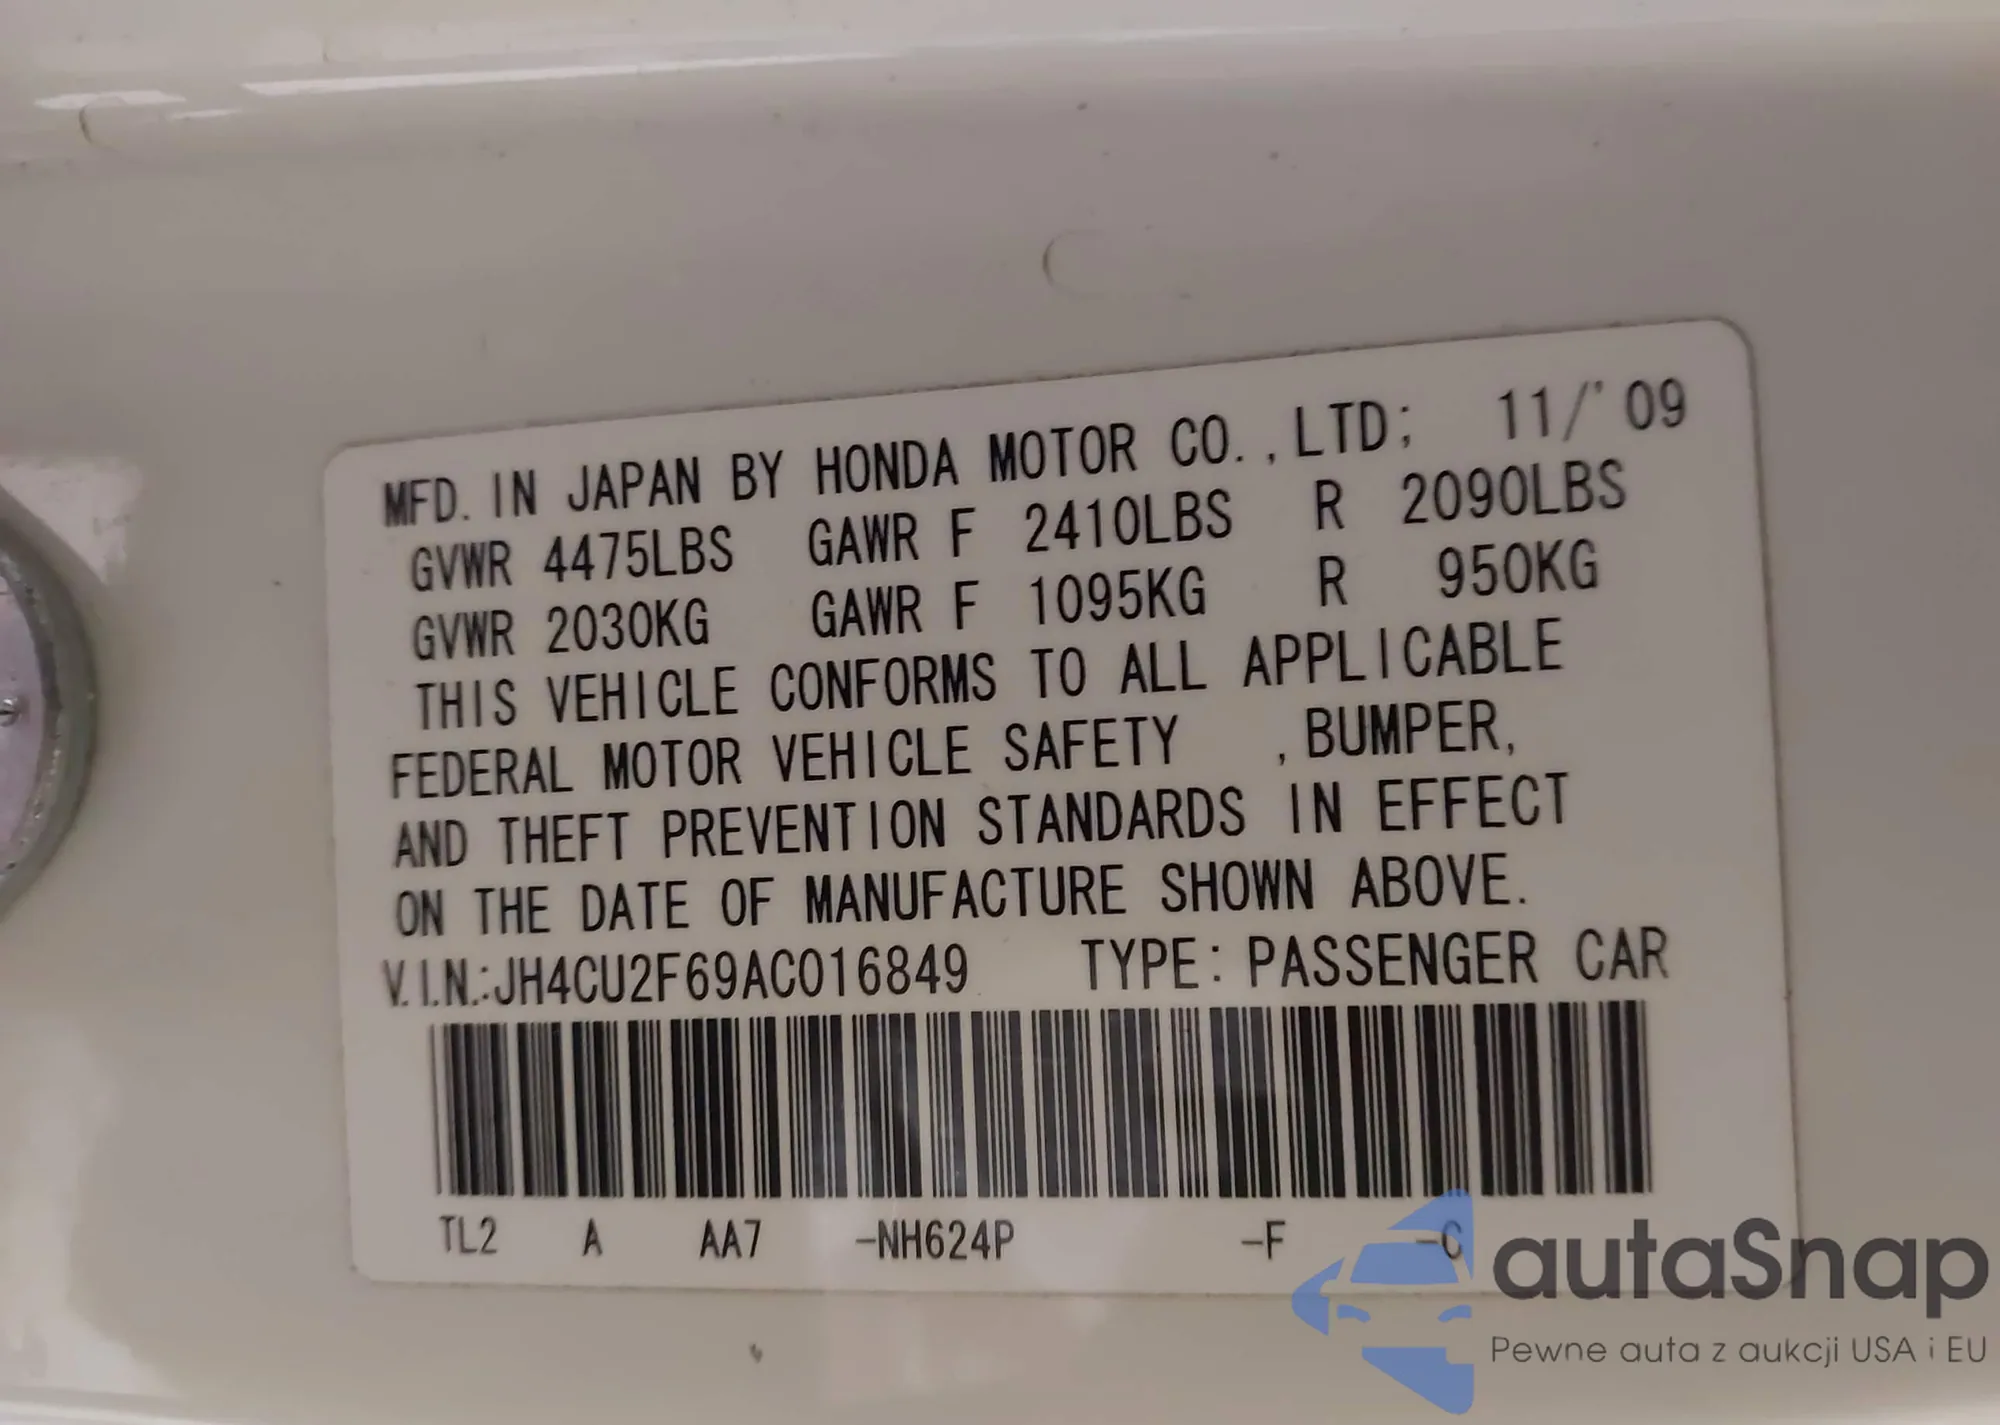 MFD. IN JAPAN BY HONDA MOTOR CO., LTD; 11/'09
GVWR 4475LBS GAWR F 2410LBS R 2090LBS
GVWR 2030KG GAWR F 1095KG R 950KG
THIS VEHICLE CONFORMS TO ALL APPLICABLE
FEDERAL MOTOR VEHICLE SAFETY , BUMPER,
AND THEFT PREVENTION STANDARDS IN EFFECT
ON THE DATE OF MANUFACTURE SHOWN ABOVE.
V.I.N.:JH4CU2F69AC016849 TYPE: PASSENGER CAR
TL2 A AA7 -NH624P -F -C
autaSnap
Pewne auta z aukcji USA i EU